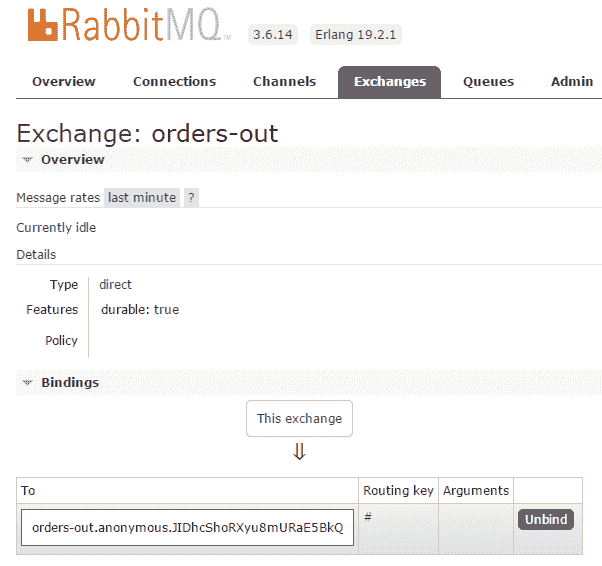 RabbitMQ™ 3.6.14 Erlang 19.2.1
Overview Connections Channels Exchanges Queues Admin
Exchange: orders-out
Overview
Message rates last minute ?
Currently idle
Details
Type direct
Features durable: true
Policy
Bindings
This exchange
⇓
To Routing key Arguments
orders-out.anonymous.JIDhcShoRXyu8mURaE5BkQ # Unbind